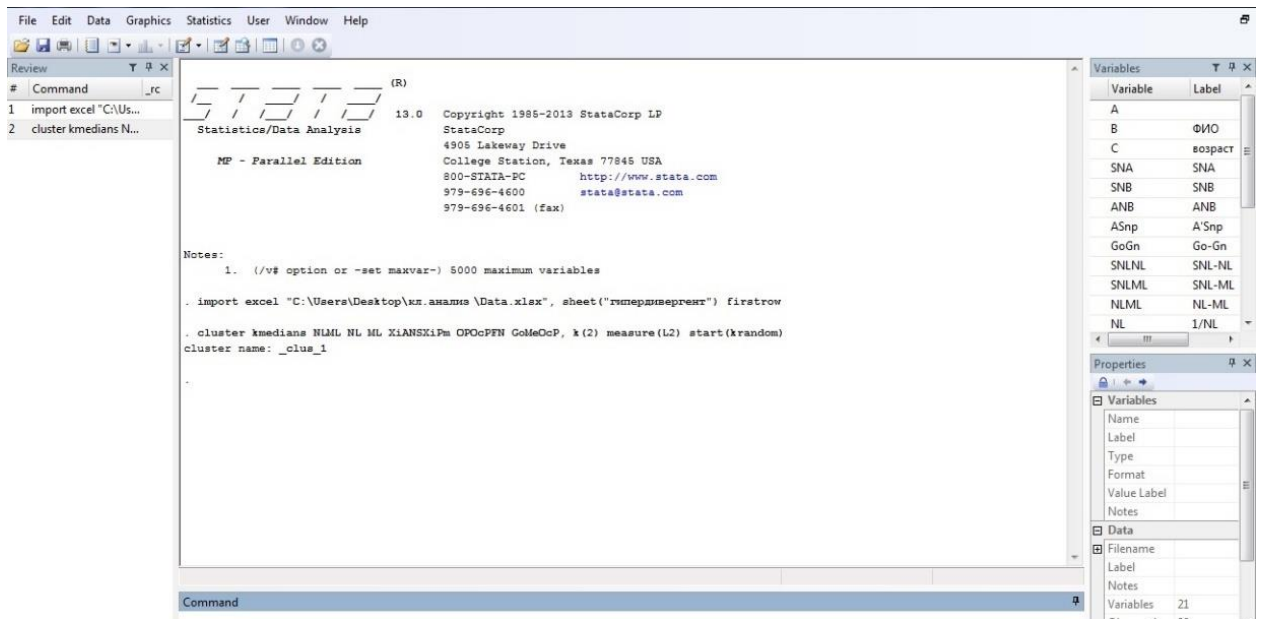 File Edit Data Graphics Statistics User Window Help
Review
# Command _rc
1 import excel "C:\Us...
2 cluster kmedians N...
(R)
STATA 13.0 Copyright 1985-2013 StataCorp LP
Statistics/Data Analysis StataCorp
4905 Lakeway Drive
MP - Parallel Edition College Station, Texas 77845 USA
800-STATA-PC http://www.stata.com
979-696-4600 stata@stata.com
979-696-4601 (fax)
Notes:
1. (/v# option or -set maxvar-) 5000 maximum variables
. import excel "C:\Users\Desktop\кл.анализ \Data.xlsx", sheet("гипердивергент") firstrow
. cluster kmedians NLML NL ML XiANSXiPm OPOcPFN GoMeOcP, k(2) measure(L2) start(krandom)
cluster name: _clus_1
.
Command
Variables
Variable Label
A
B ФИО
C возраст
SNA SNA
SNB SNB
ANB ANB
ASnp A'Snp
GoGn Go-Gn
SNLNL SNL-NL
SNLML SNL-ML
NLML NL-ML
NL 1/NL
Properties
Variables
Name
Label
Type
Format
Value Label
Notes
Data
Filename
Label
Notes
Variables 21